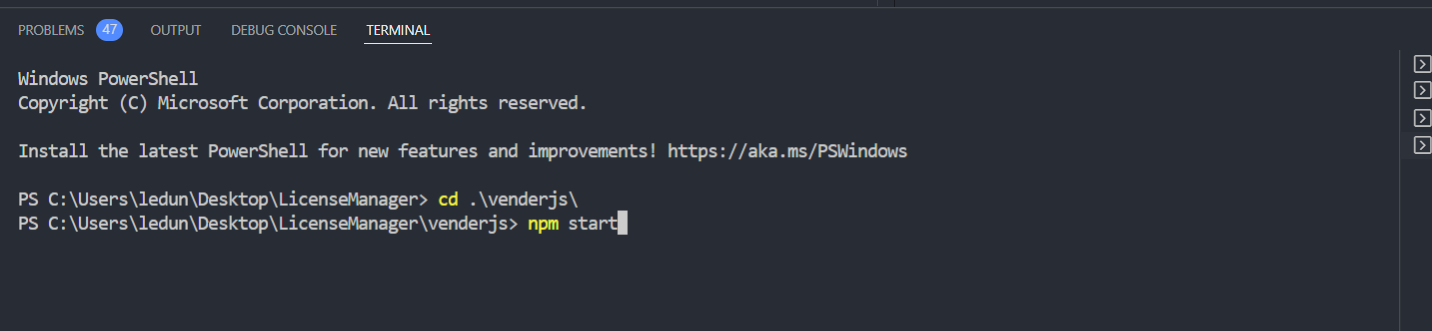 PROBLEMS 47 OUTPUT DEBUG CONSOLE TERMINAL
Windows PowerShell
Copyright (C) Microsoft Corporation. All rights reserved.
Install the latest PowerShell for new features and improvements! https://aka.ms/PSWindows
PS C:\Users\ledun\Desktop\LicenseManager> cd .\venderjs\
PS C:\Users\ledun\Desktop\LicenseManager\venderjs> npm start